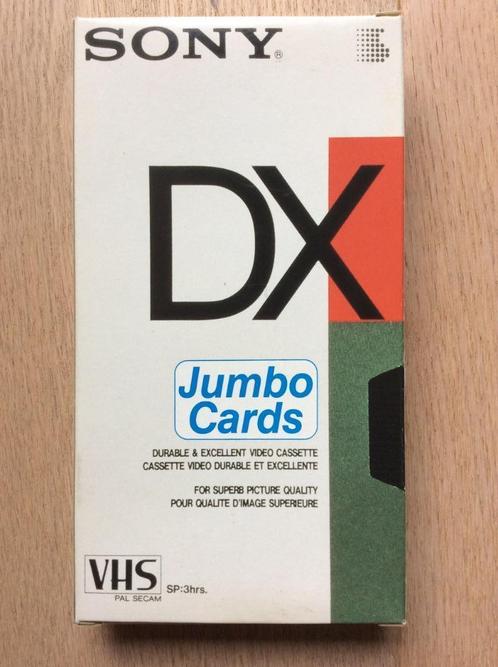 SONY®
DX
Jumbo
Cards
DURABLE & EXCELLENT VIDEO CASSETTE
CASSETTE VIDEO DURABLE ET EXCELLENTE
FOR SUPERB PICTURE QUALITY
POUR QUALITE D'IMAGE SUPERIEURE
VHS
PAL SECAM
SP:3hrs.